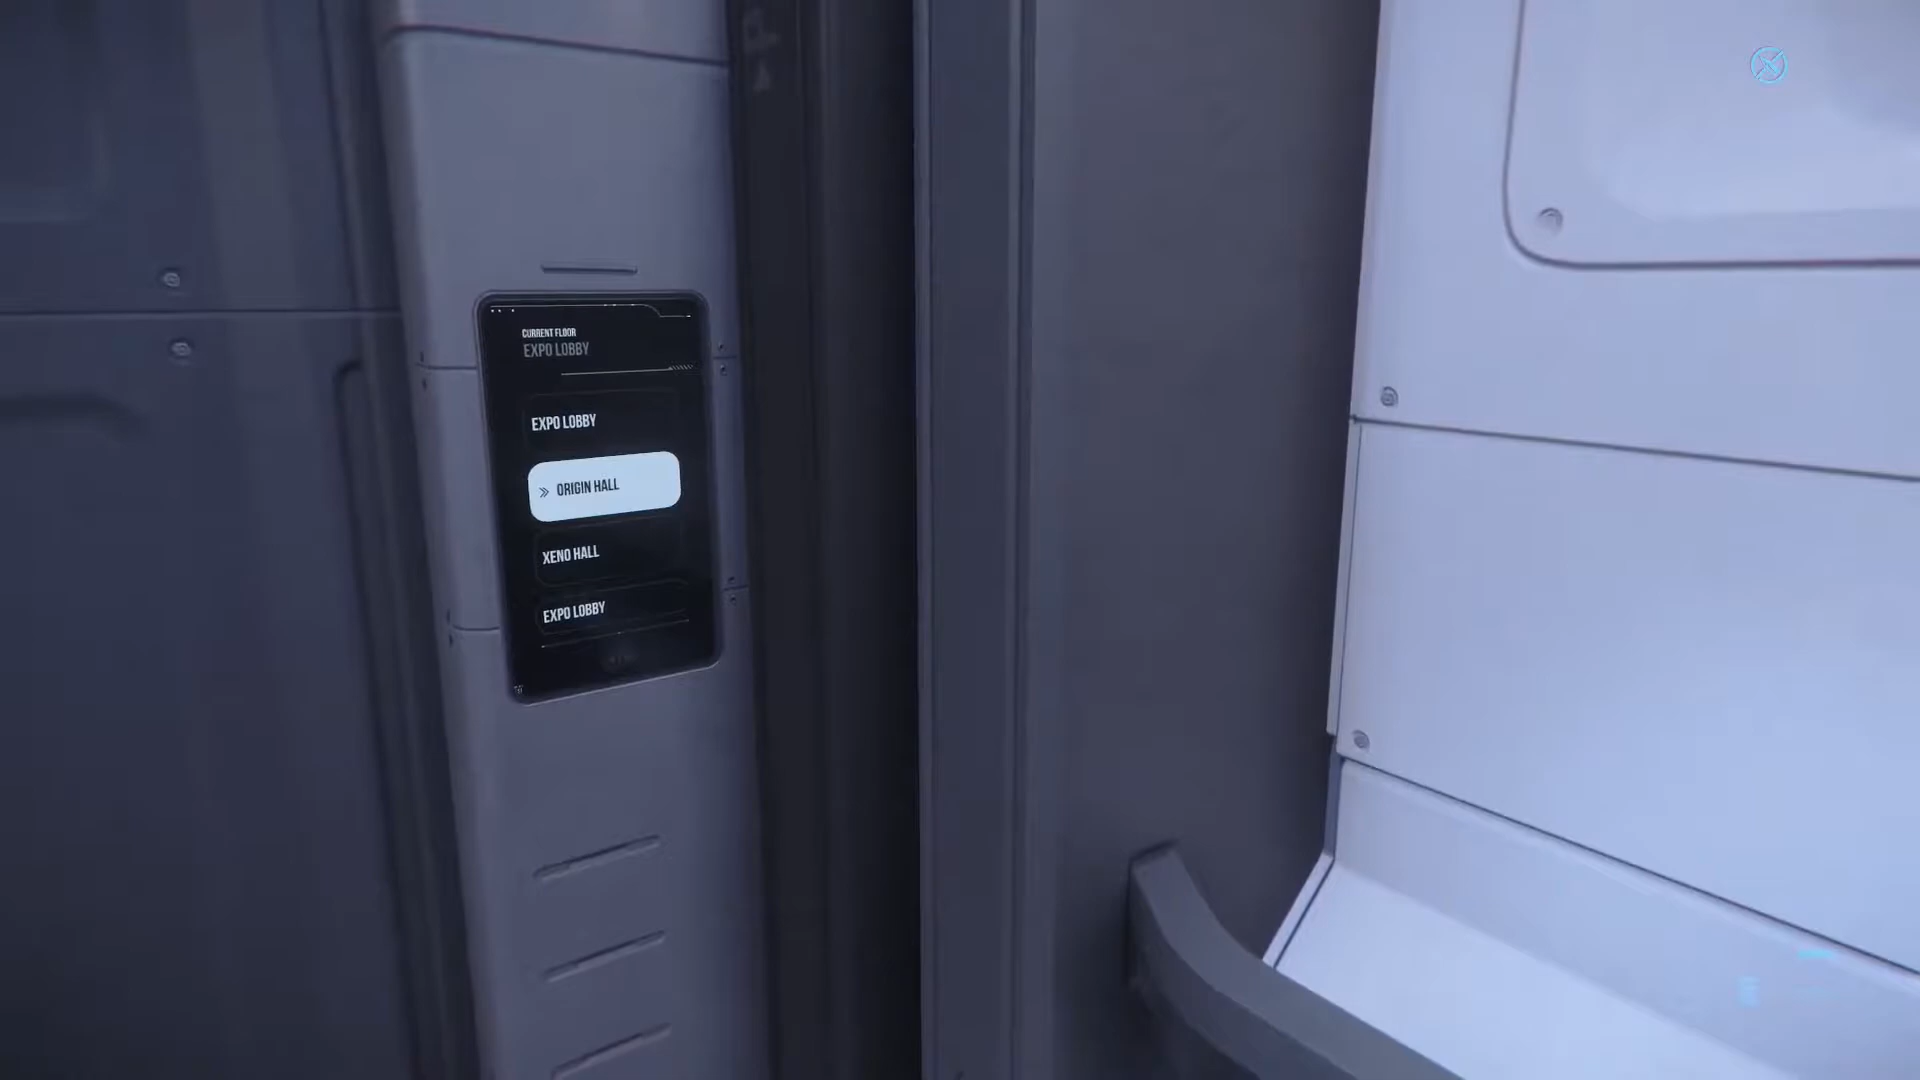 CURRENT FLOOR
EXPO LOBBY
EXPO LOBBY
» ORIGIN HALL
XENO HALL
EXPO LOBBY